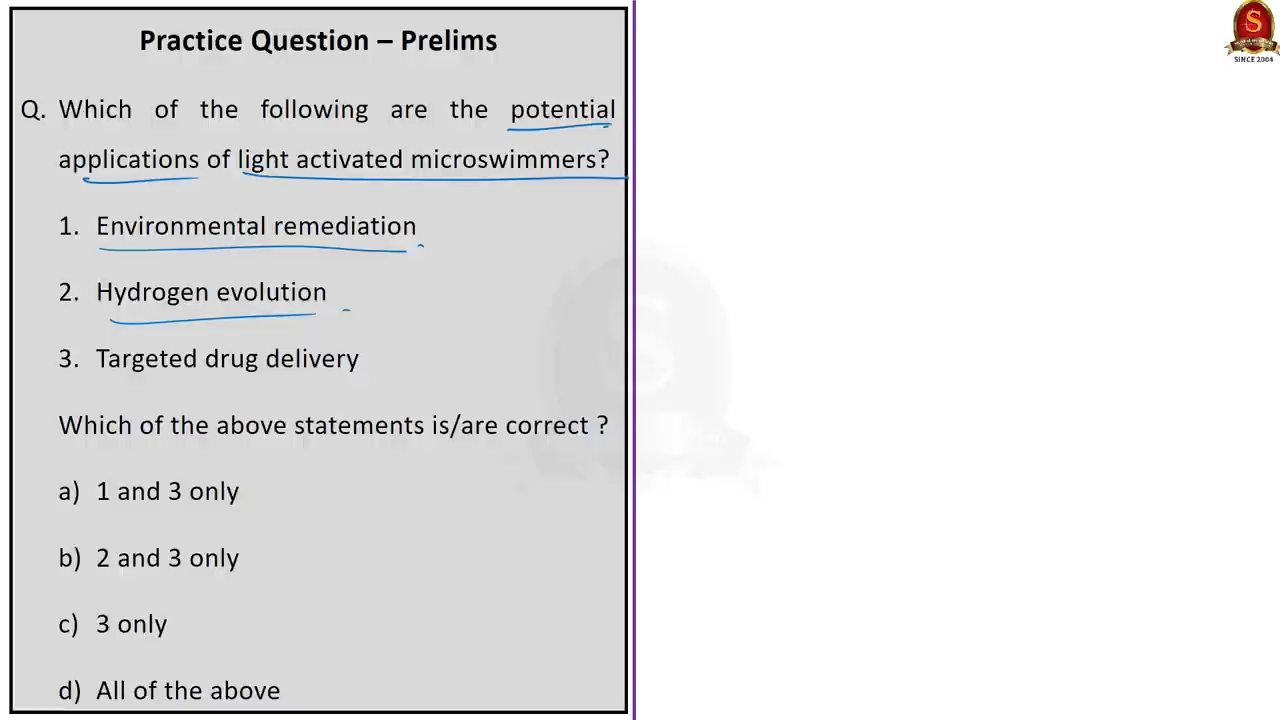 Practice Question – Prelims
Q. Which of the following are the potential
applications of light activated microswimmers?
1. Environmental remediation
2. Hydrogen evolution
3. Targeted drug delivery
Which of the above statements is/are correct ?
a) 1 and 3 only
b) 2 and 3 only
c) 3 only
d) All of the above
S
SINCE 2004